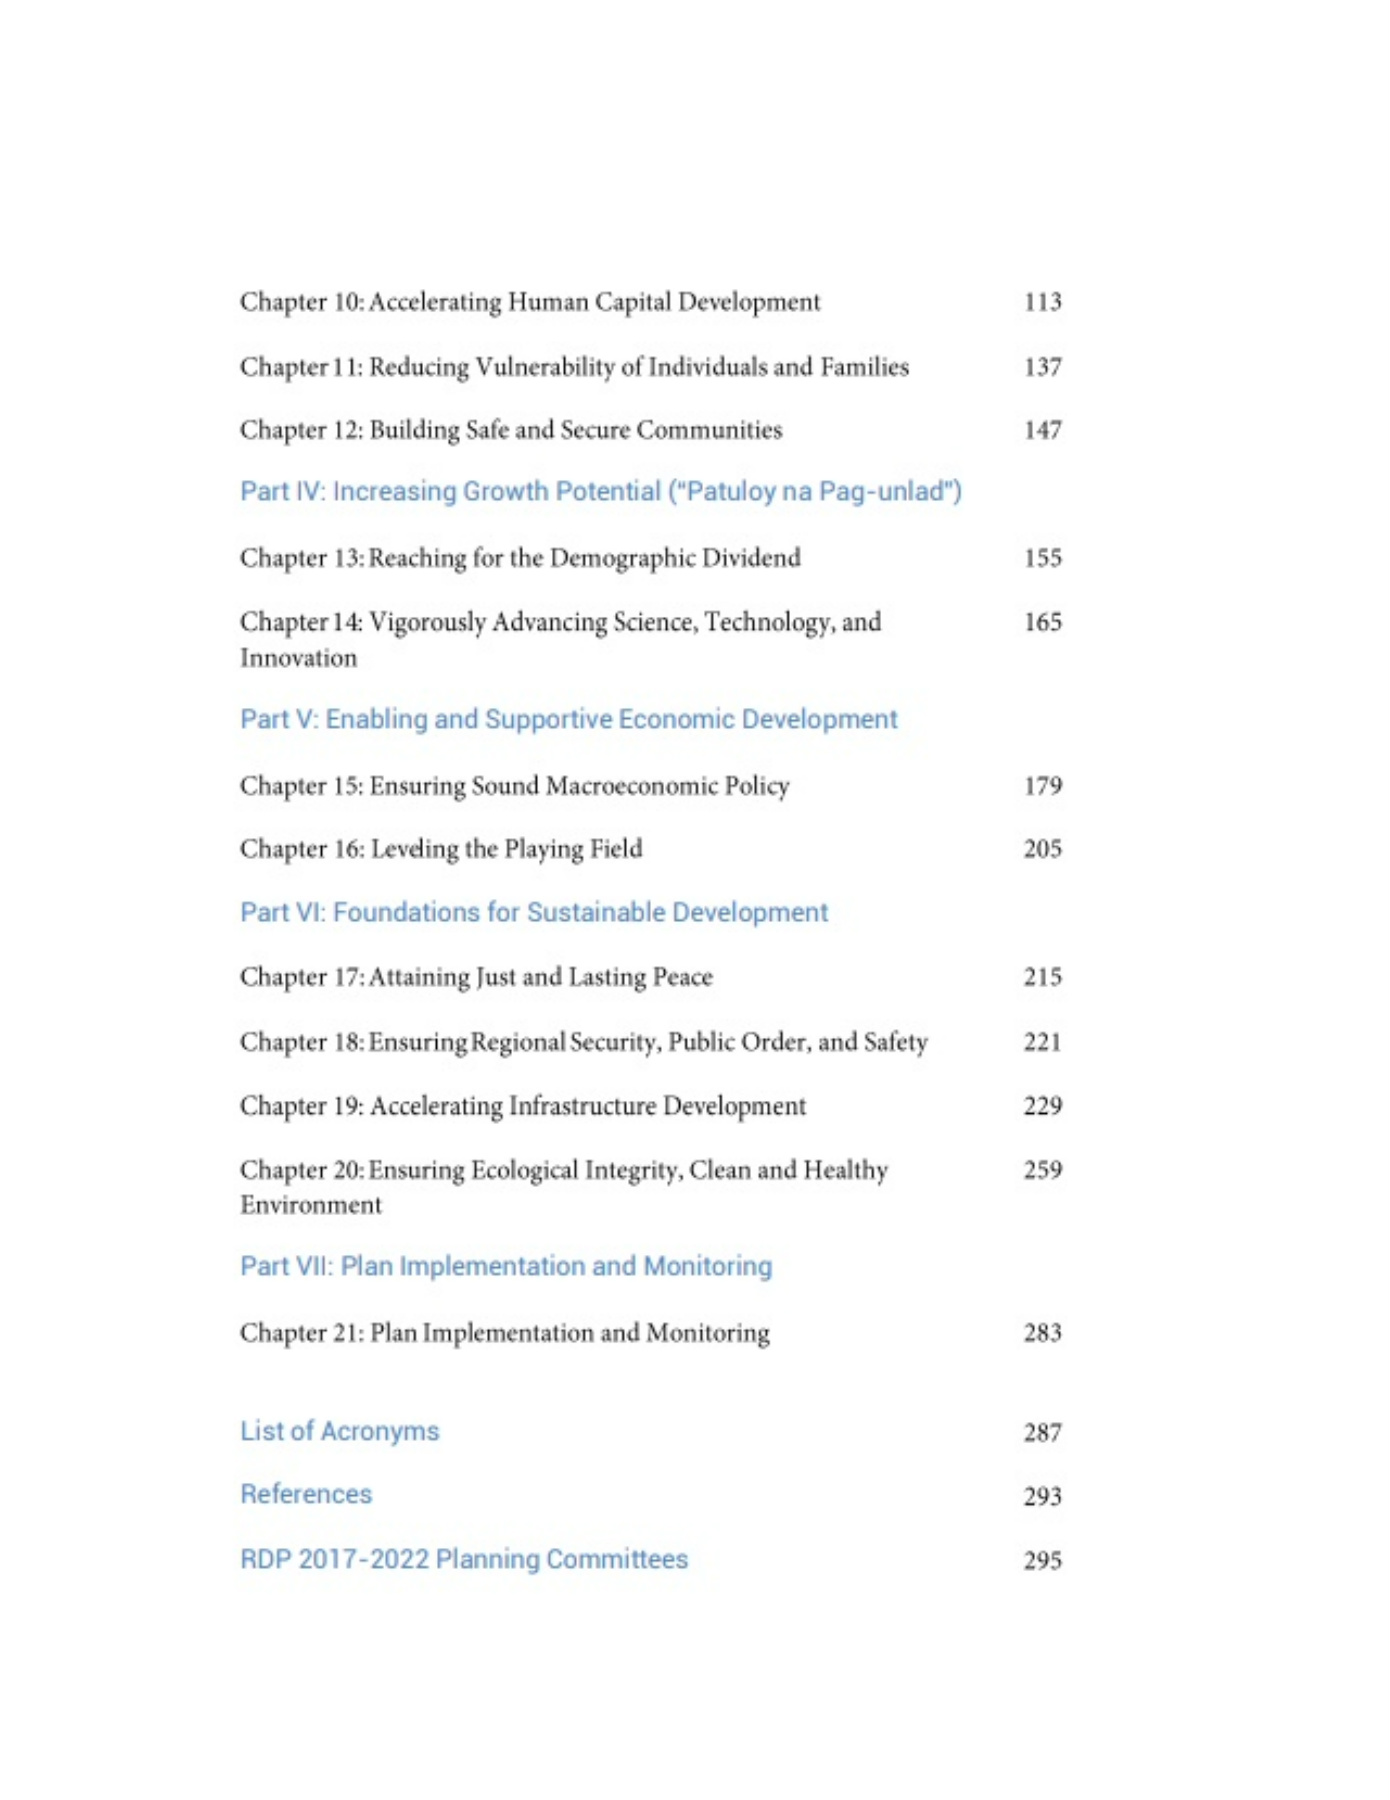 Chapter 10: Accelerating Human Capital Development 113
Chapter 11: Reducing Vulnerability of Individuals and Families 137
Chapter 12: Building Safe and Secure Communities 147
Part IV: Increasing Growth Potential ("Patuloy na Pag-unlad")
Chapter 13: Reaching for the Demographic Dividend 155
Chapter 14: Vigorously Advancing Science, Technology, and 165
Innovation
Part V: Enabling and Supportive Economic Development
Chapter 15: Ensuring Sound Macroeconomic Policy 179
Chapter 16: Leveling the Playing Field 205
Part VI: Foundations for Sustainable Development
Chapter 17: Attaining Just and Lasting Peace 215
Chapter 18: Ensuring Regional Security, Public Order, and Safety 221
Chapter 19: Accelerating Infrastructure Development 229
Chapter 20: Ensuring Ecological Integrity, Clean and Healthy 259
Environment
Part VII: Plan Implementation and Monitoring
Chapter 21: Plan Implementation and Monitoring 283
List of Acronyms 287
References 293
RDP 2017-2022 Planning Committees 295